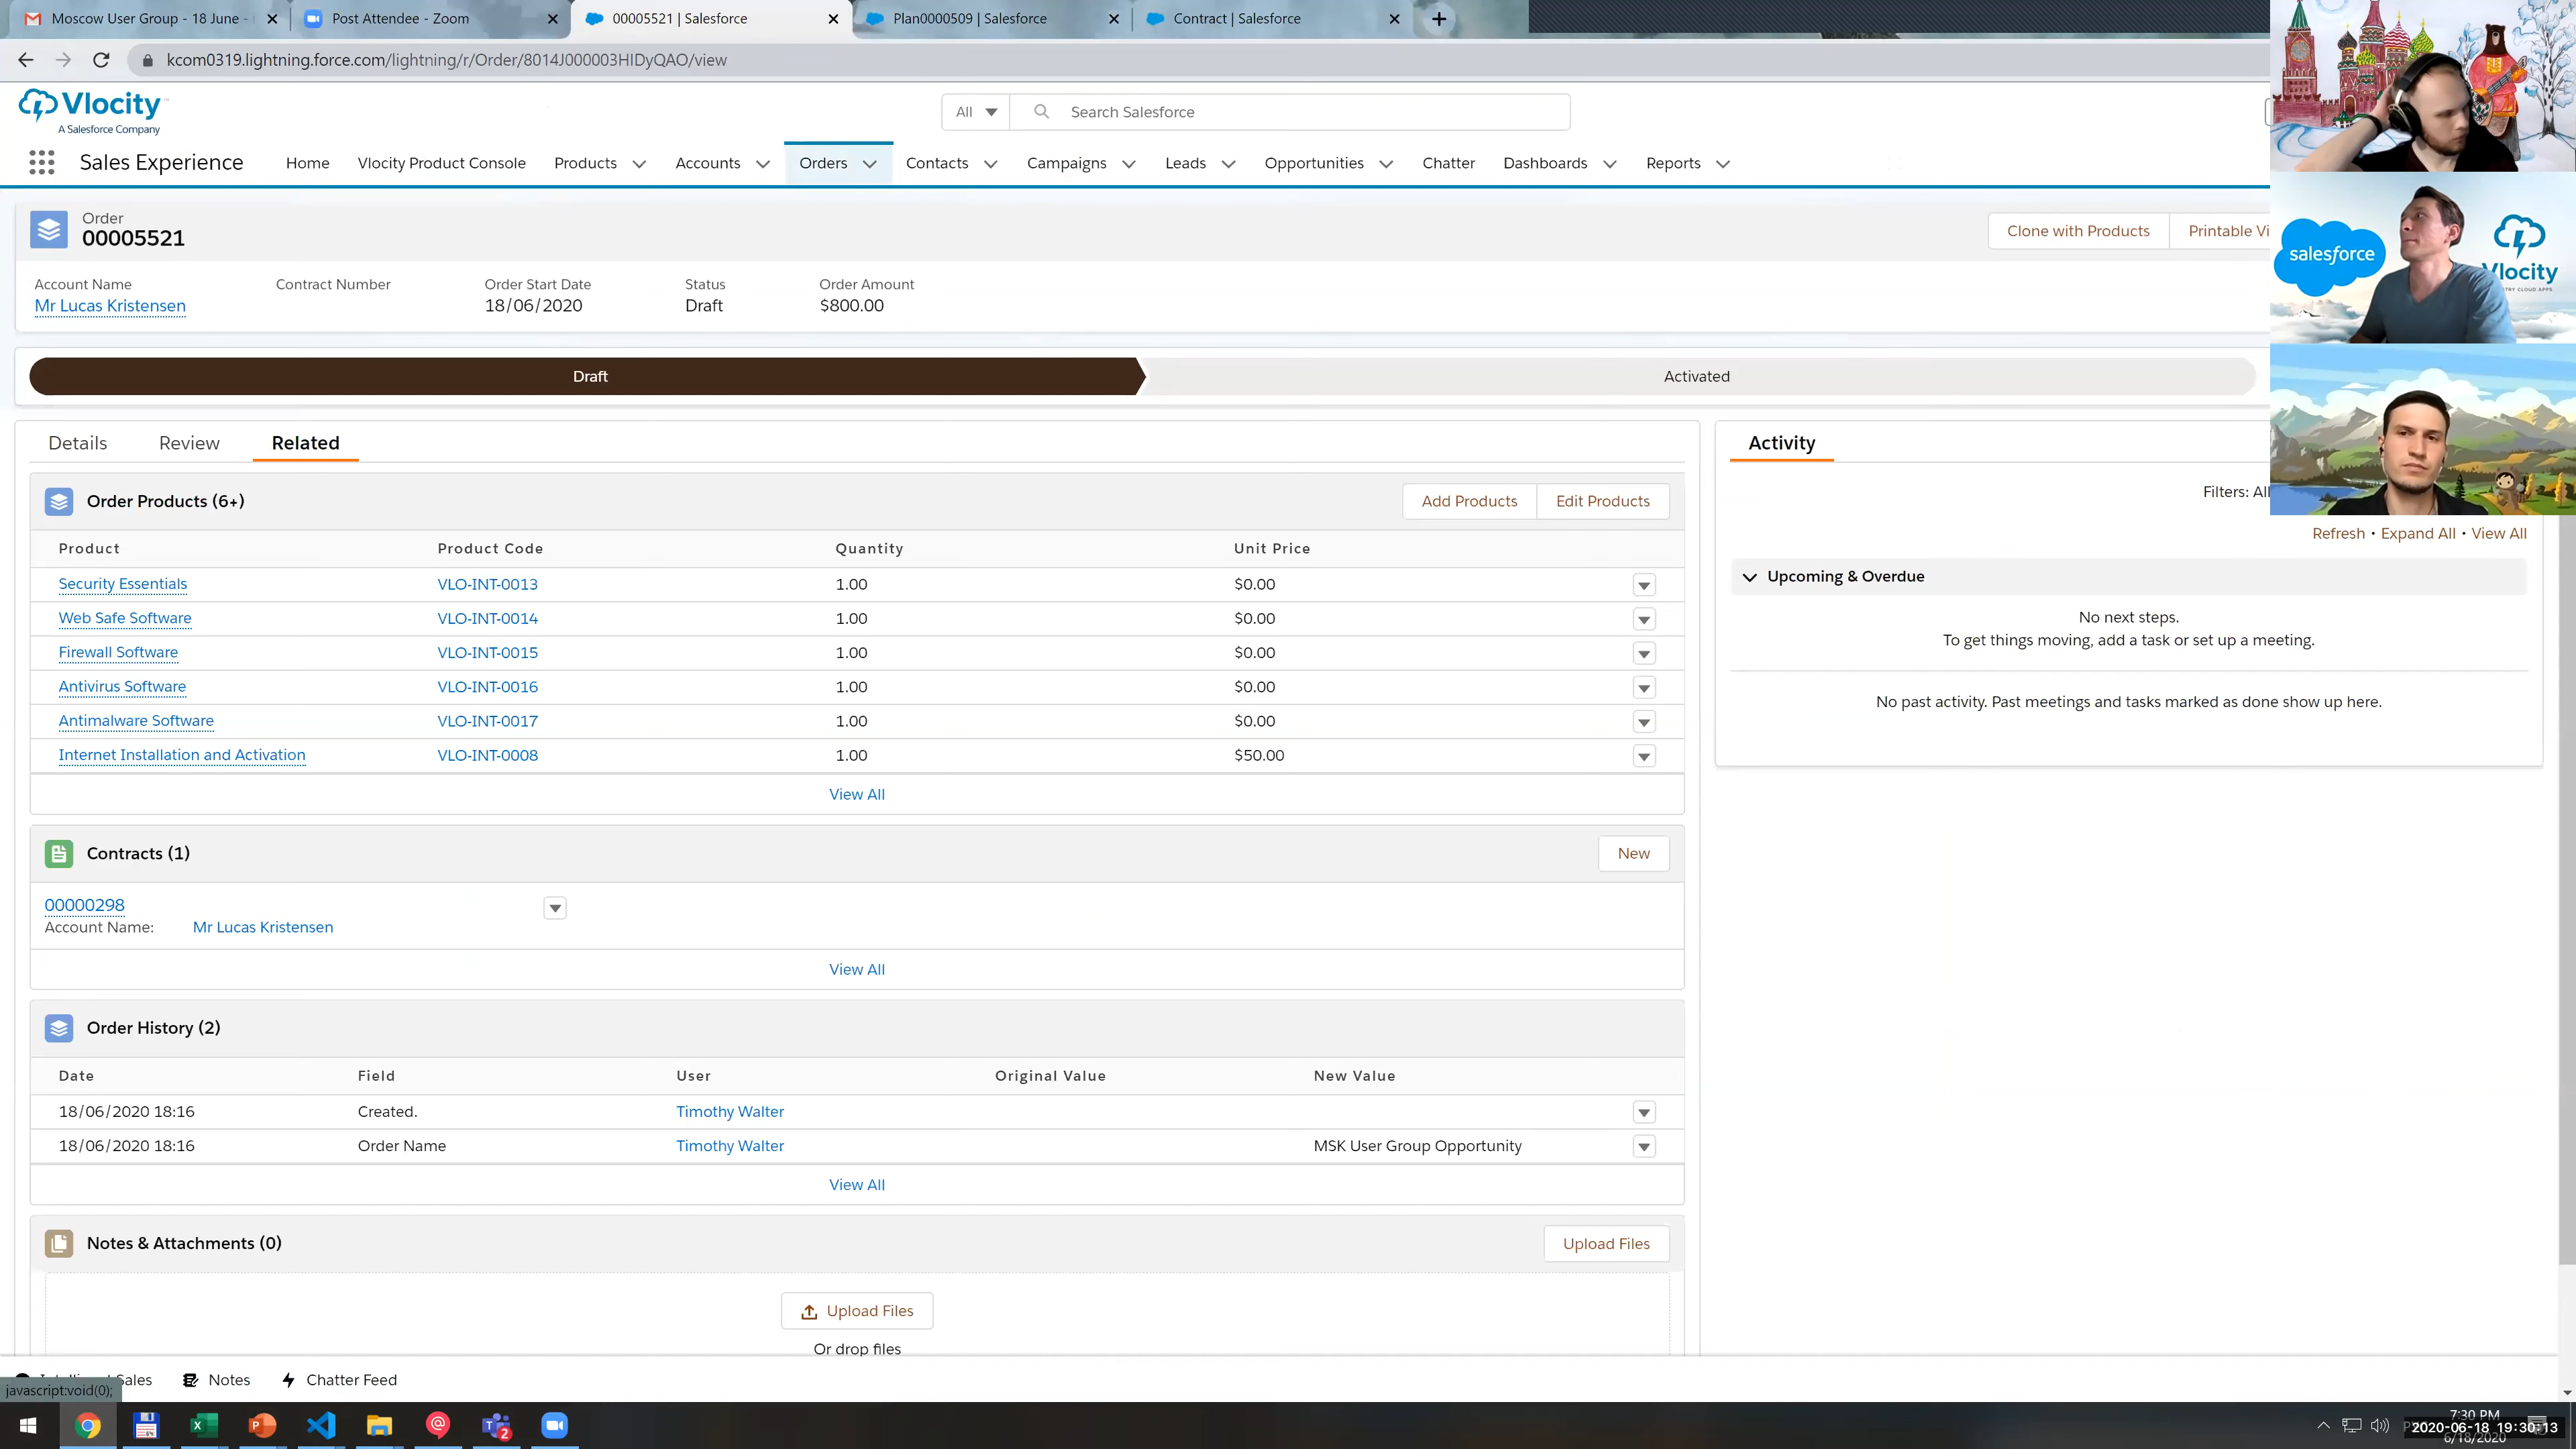 Moscow User Group - 18 June -
Post Attendee - Zoom
00005521 | Salesforce
Plan0000509 | Salesforce
Contract | Salesforce
kcom0319.lightning.force.com/lightning/r/Order/8014J000003HIDyQAO/view
Vlocity
A Salesforce Company
All
Search Salesforce
Sales Experience
Home
Vlocity Product Console
Products
Accounts
Orders
Contacts
Campaigns
Leads
Opportunities
Chatter
Dashboards
Reports
Order
00005521
Clone with Products
Printable Vi
salesforce
Vlocity
Account Name
Contract Number
Order Start Date
Status
Order Amount
Mr Lucas Kristensen
18/06/2020
Draft
$800.00
Draft
Activated
Details
Review
Related
Activity
Filters: All
Refresh • Expand All • View All
Upcoming & Overdue
No next steps.
To get things moving, add a task or set up a meeting.
No past activity. Past meetings and tasks marked as done show up here.
Order Products (6+)
Add Products
Edit Products
Product Product Code Quantity Unit Price
Security Essentials VLO-INT-0013 1.00 $0.00
Web Safe Software VLO-INT-0014 1.00 $0.00
Firewall Software VLO-INT-0015 1.00 $0.00
Antivirus Software VLO-INT-0016 1.00 $0.00
Antimalware Software VLO-INT-0017 1.00 $0.00
Internet Installation and Activation VLO-INT-0008 1.00 $50.00
View All
Contracts (1)
New
00000298
Account Name: Mr Lucas Kristensen
View All
Order History (2)
Date Field User Original Value New Value
18/06/2020 18:16 Created. Timothy Walter
18/06/2020 18:16 Order Name Timothy Walter MSK User Group Opportunity
View All
Notes & Attachments (0)
Upload Files
Upload Files
Or drop files
Sales
Notes
Chatter Feed
javascript:void(0);
7:30 PM
2020-06-18 19:30:13
6/18/2020